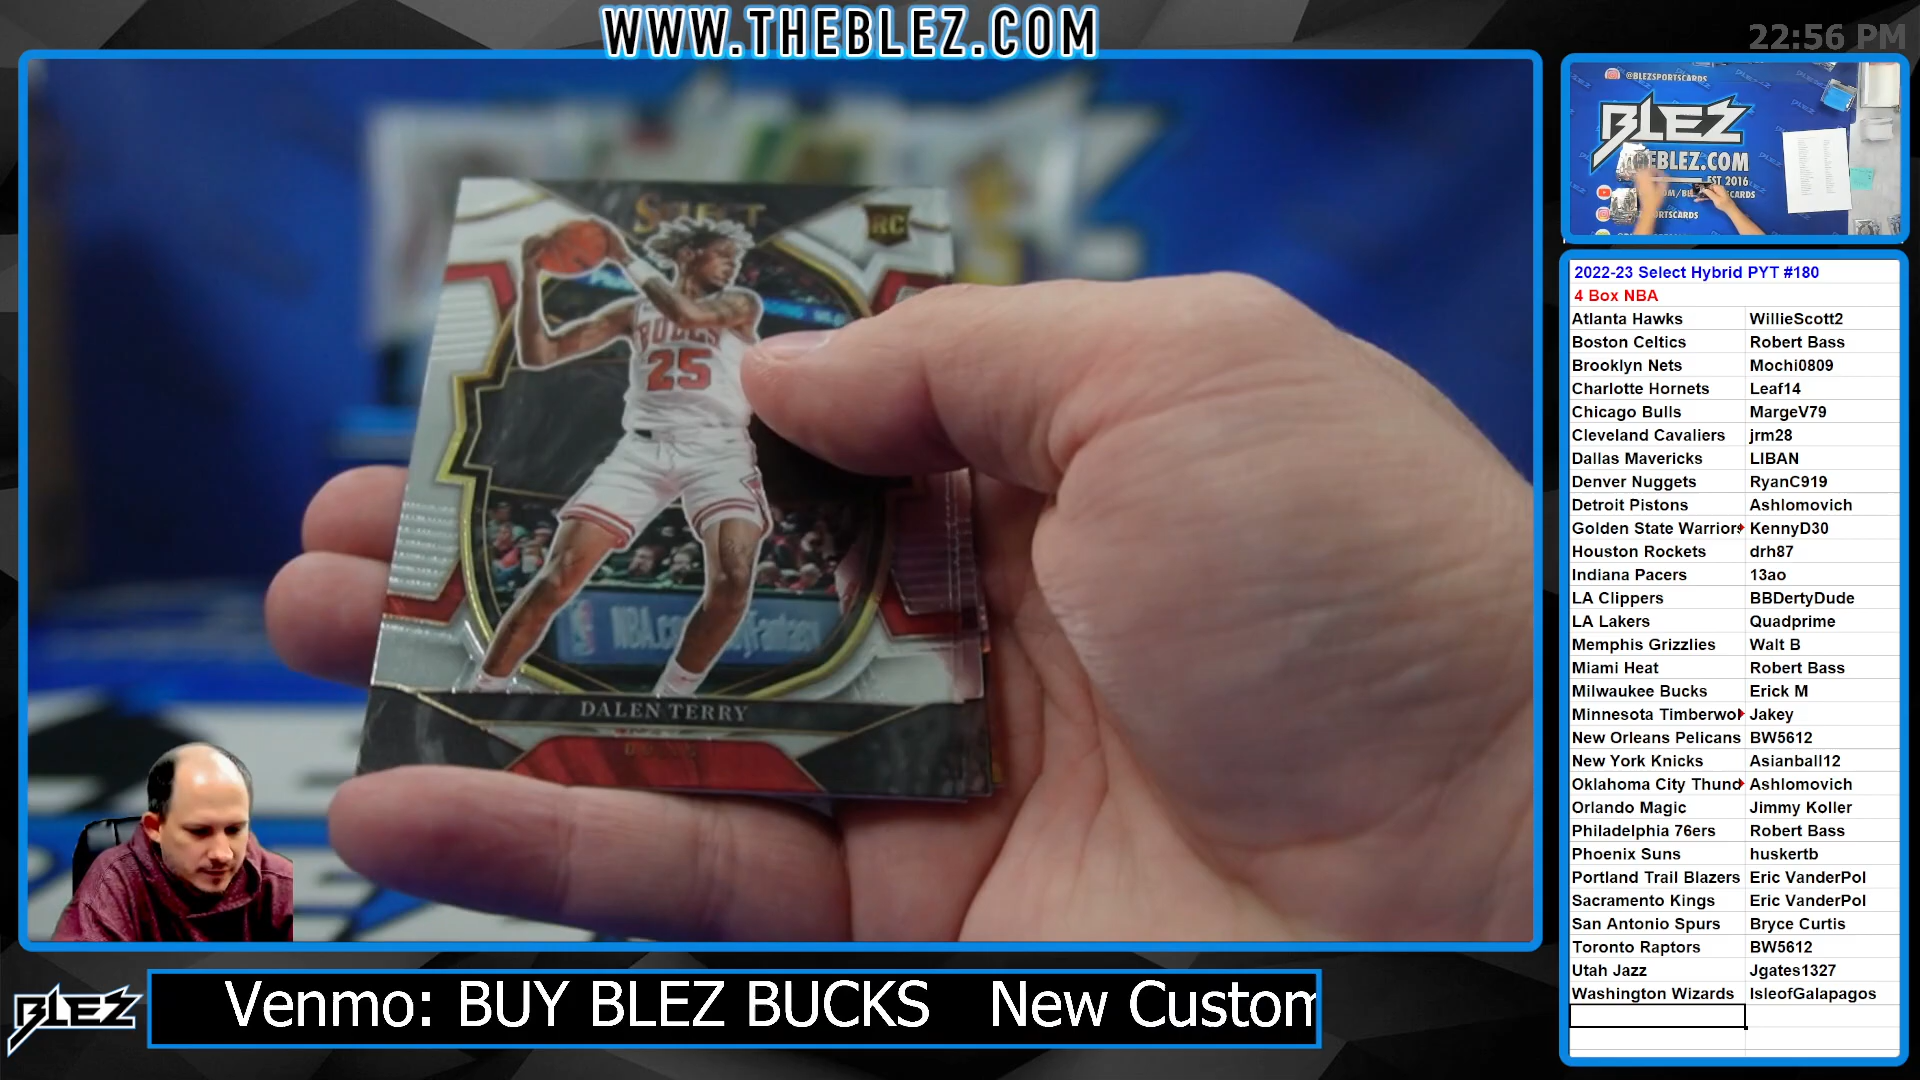 WWW.THEBLEZ.COM
22:56 PM
@BLEZSPORTSCARDS
BLEZ
EBLEZ.COM
EST 2016
SELECT
RC
BULLS
25
DALEN TERRY
2022-23 Select Hybrid PYT #180
4 Box NBA
Atlanta Hawks WillieScott2
Boston Celtics Robert Bass
Brooklyn Nets Mochi0809
Charlotte Hornets Leaf14
Chicago Bulls MargeV79
Cleveland Cavaliers jrm28
Dallas Mavericks LIBAN
Denver Nuggets RyanC919
Detroit Pistons Ashlomovich
Golden State Warriors KennyD30
Houston Rockets drh87
Indiana Pacers 13ao
LA Clippers BBDertyDude
LA Lakers Quadprime
Memphis Grizzlies Walt B
Miami Heat Robert Bass
Milwaukee Bucks Erick M
Minnesota Timberwol Jakey
New Orleans Pelicans BW5612
New York Knicks Asianball12
Oklahoma City Thund Ashlomovich
Orlando Magic Jimmy Koller
Philadelphia 76ers Robert Bass
Phoenix Suns huskertb
Portland Trail Blazers Eric VanderPol
Sacramento Kings Eric VanderPol
San Antonio Spurs Bryce Curtis
Toronto Raptors BW5612
Utah Jazz Jgates1327
Washington Wizards IsleofGalapagos
BLEZ
Venmo: BUY BLEZ BUCKS New Custom